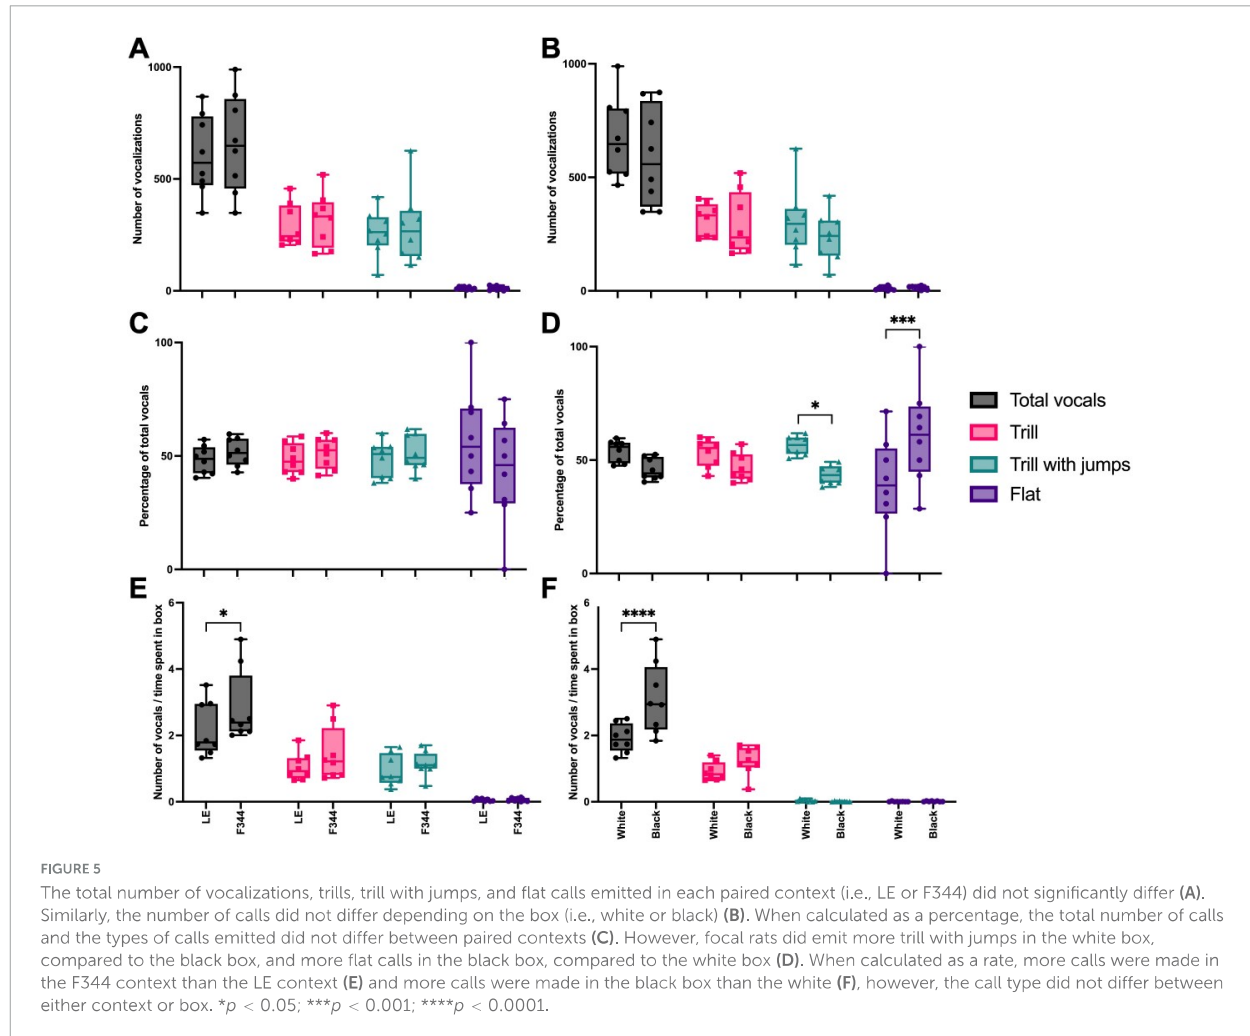 A
B
1000
500
0
Number of vocalizations
1000
500
0
Number of vocalizations
C
D
100
50
0
Percentage of total vocals
100
50
0
Percentage of total vocals
*
***
Total vocals
Trill
Trill with jumps
Flat
E
F
6
4
2
0
Number of vocals / time spent in box
*
LE
F344
LE
F344
LE
F344
LE
F344
6
4
2
0
Number of vocals / time spent in box
****
White
Black
White
Black
White
Black
White
Black
FIGURE 5
The total number of vocalizations, trills, trill with jumps, and flat calls emitted in each paired context (i.e., LE or F344) did not significantly differ (A).
Similarly, the number of calls did not differ depending on the box (i.e., white or black) (B). When calculated as a percentage, the total number of calls
and the types of calls emitted did not differ between paired contexts (C). However, focal rats did emit more trill with jumps in the white box,
compared to the black box, and more flat calls in the black box, compared to the white box (D). When calculated as a rate, more calls were made in
the F344 context than the LE context (E) and more calls were made in the black box than the white (F), however, the call type did not differ between
either context or box. *p < 0.05; ***p < 0.001; ****p < 0.0001.